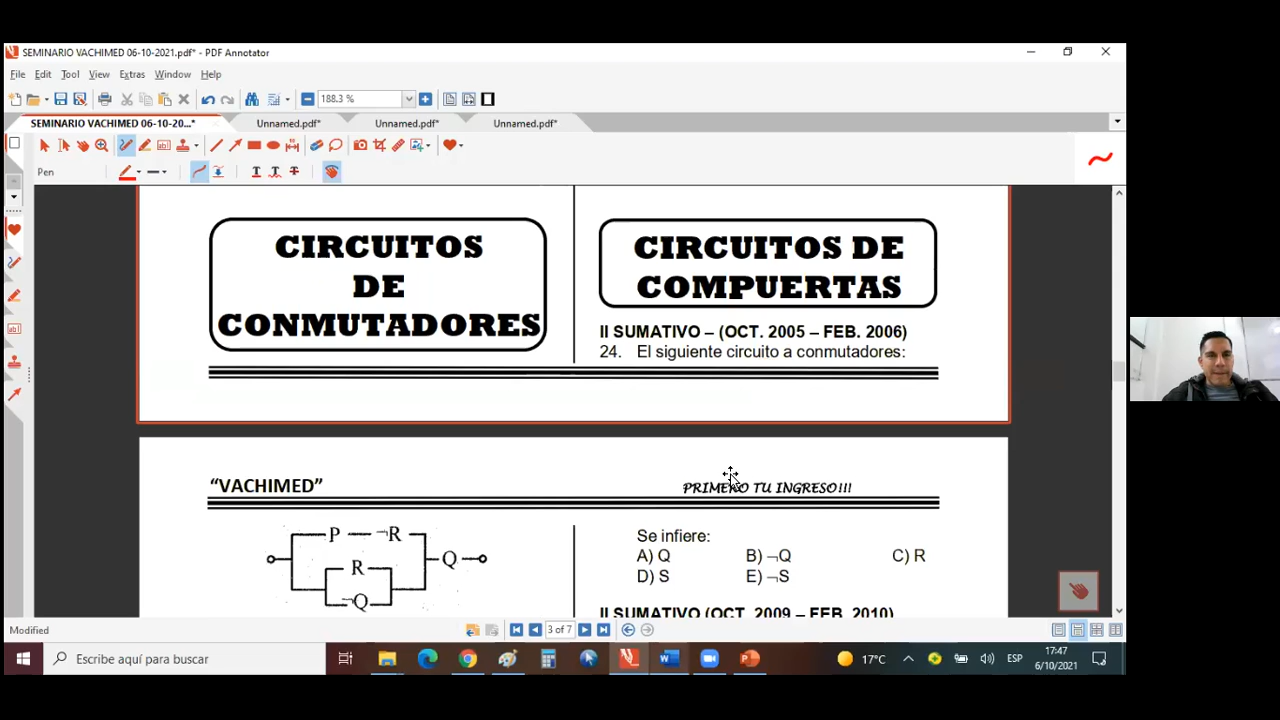 SEMINARIO VACHIMED 06-10-2021.pdf* - PDF Annotator
File Edit Tool View Extras Window Help
188.3 %
SEMINARIO VACHIMED 06-10-20...* Unnamed.pdf* Unnamed.pdf* Unnamed.pdf*
Pen
CIRCUITOS
DE
CONMUTADORES
CIRCUITOS DE
COMPUERTAS
II SUMATIVO – (OCT. 2005 – FEB. 2006)
24. El siguiente circuito a conmutadores:
“VACHIMED”
PRIMERO TU INGRESO!!!
P ¬R
R
¬Q
Q
Se infiere:
A) Q B) ¬Q C) R
D) S E) ¬S
II SUMATIVO (OCT. 2009 – FEB. 2010)
Modified
3 of 7
Escribe aquí para buscar
17°C
ESP
17:47
6/10/2021